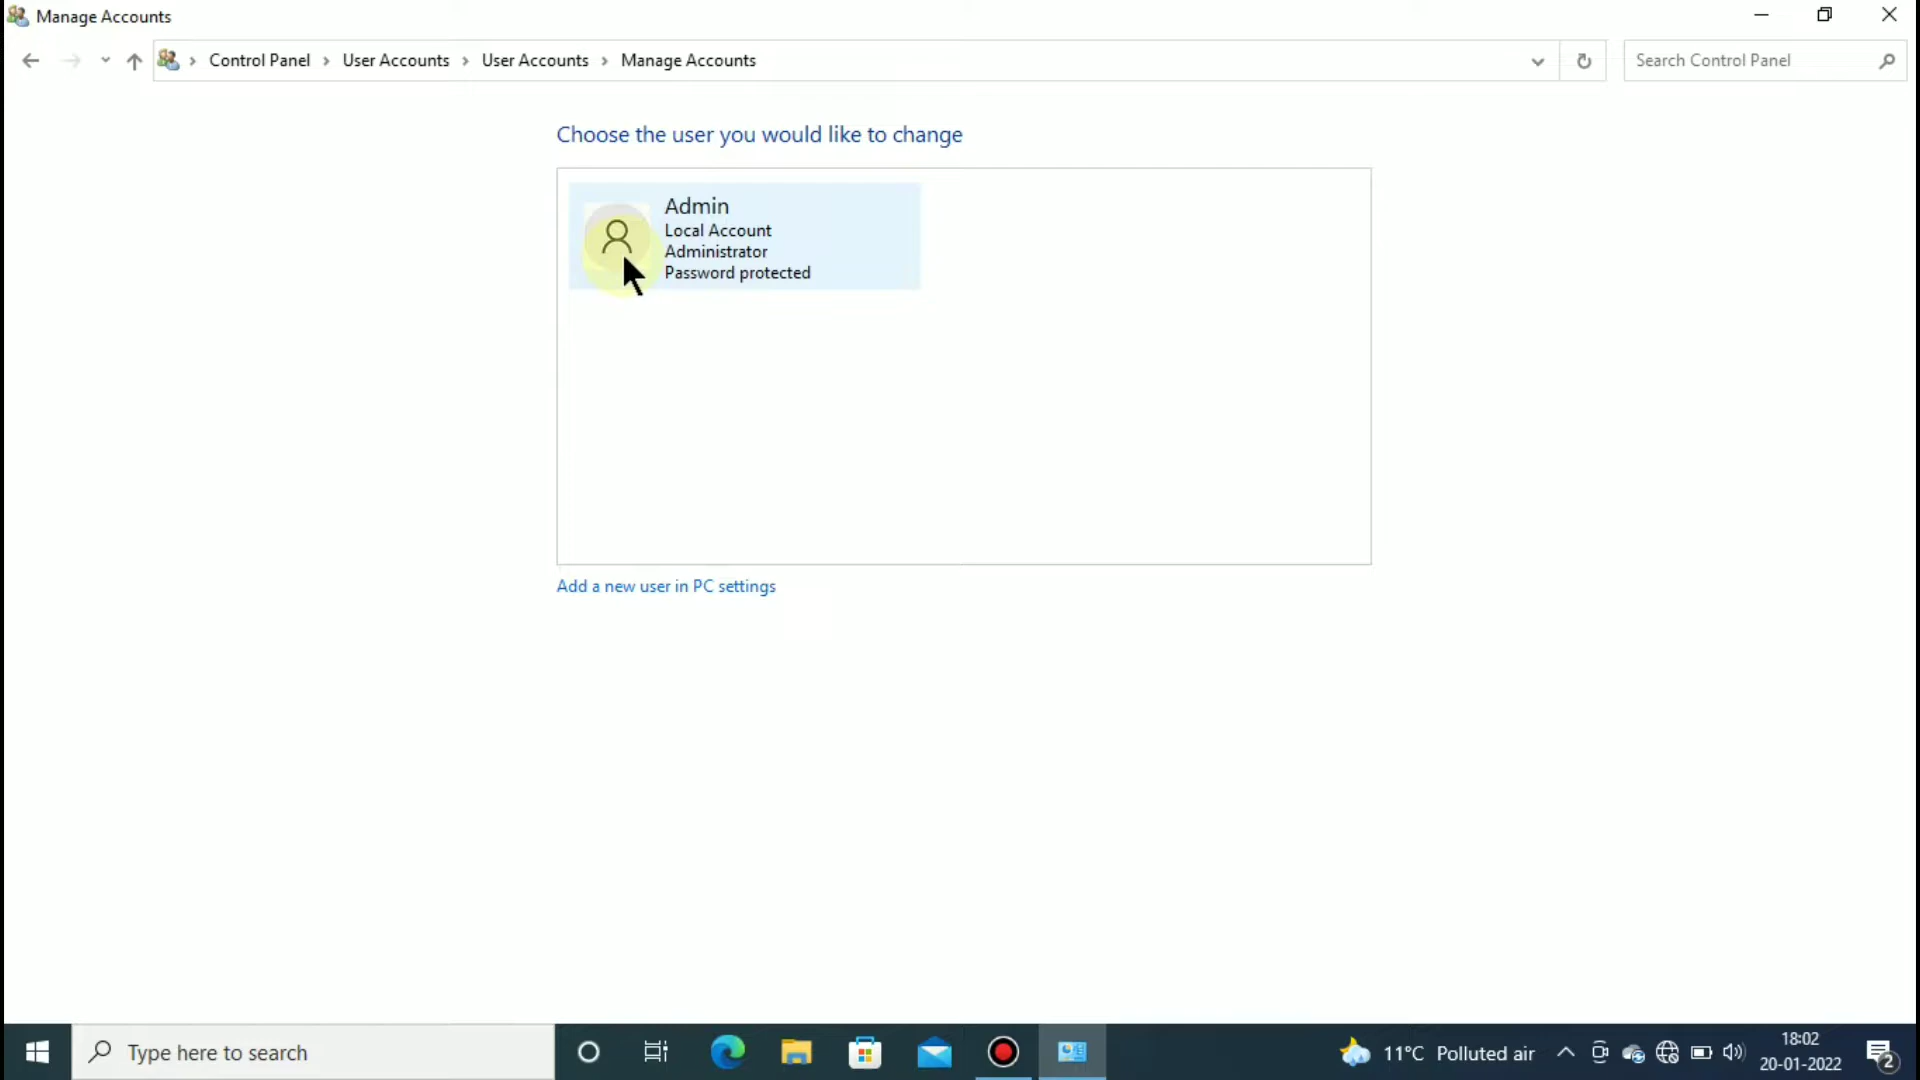 Manage Accounts
Control Panel > User Accounts > User Accounts > Manage Accounts
Search Control Panel
Choose the user you would like to change
Admin
Local Account
Administrator
Password protected
Add a new user in PC settings
Type here to search
11°C Polluted air
18:02
20-01-2022
2